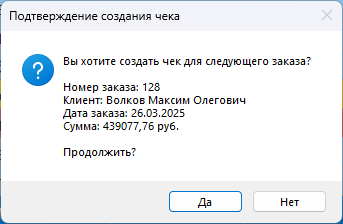 Подтверждение создания чека
Вы хотите создать чек для следующего заказа?
Номер заказа: 128
Клиент: Волков Максим Олегович
Дата заказа: 26.03.2025
Сумма: 439077,76 руб.
Продолжить?
Да
Нет